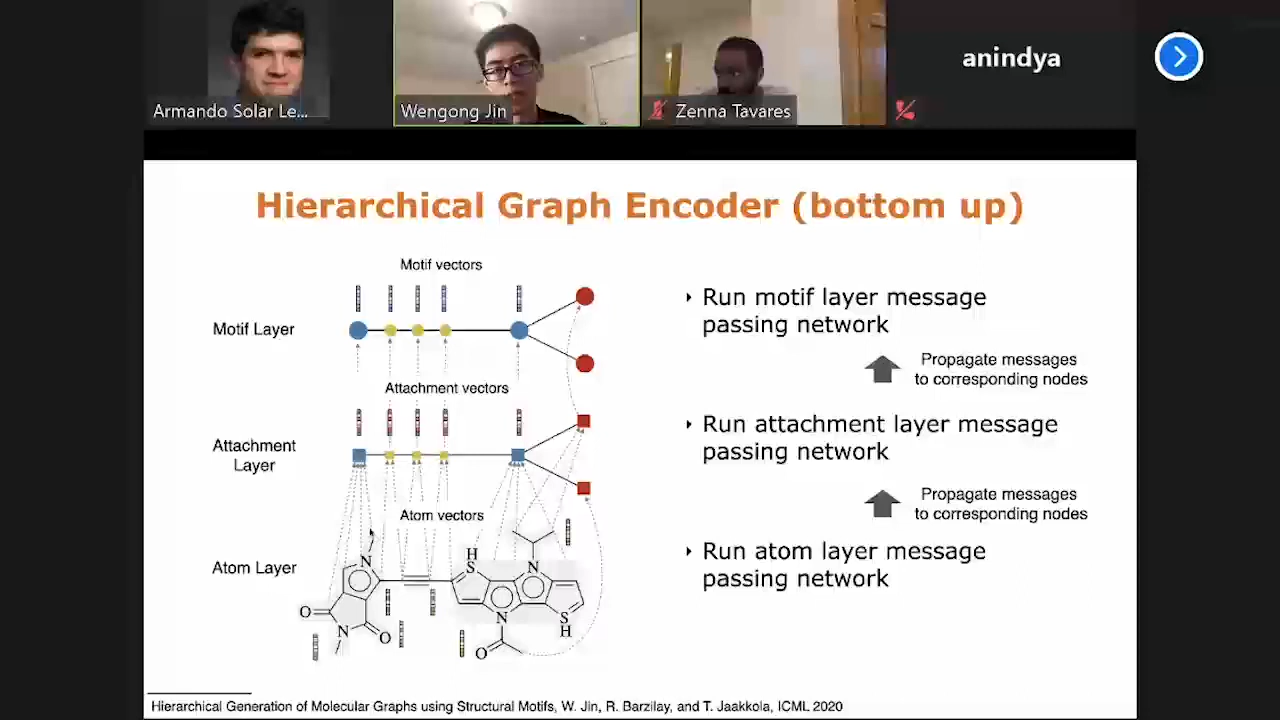 Armando Solar Le...
Wengong Jin
Zenna Tavares
anindya
Hierarchical Graph Encoder (bottom up)
Motif vectors
Motif Layer
Attachment vectors
Attachment
Layer
Atom vectors
Atom Layer
H
S
N
N
O
N
O
N
S
H
O
‣ Run motif layer message
passing network
Propagate messages
to corresponding nodes
‣ Run attachment layer message
passing network
Propagate messages
to corresponding nodes
‣ Run atom layer message
passing network
Hierarchical Generation of Molecular Graphs using Structural Motifs, W. Jin, R. Barzilay, and T. Jaakkola, ICML 2020